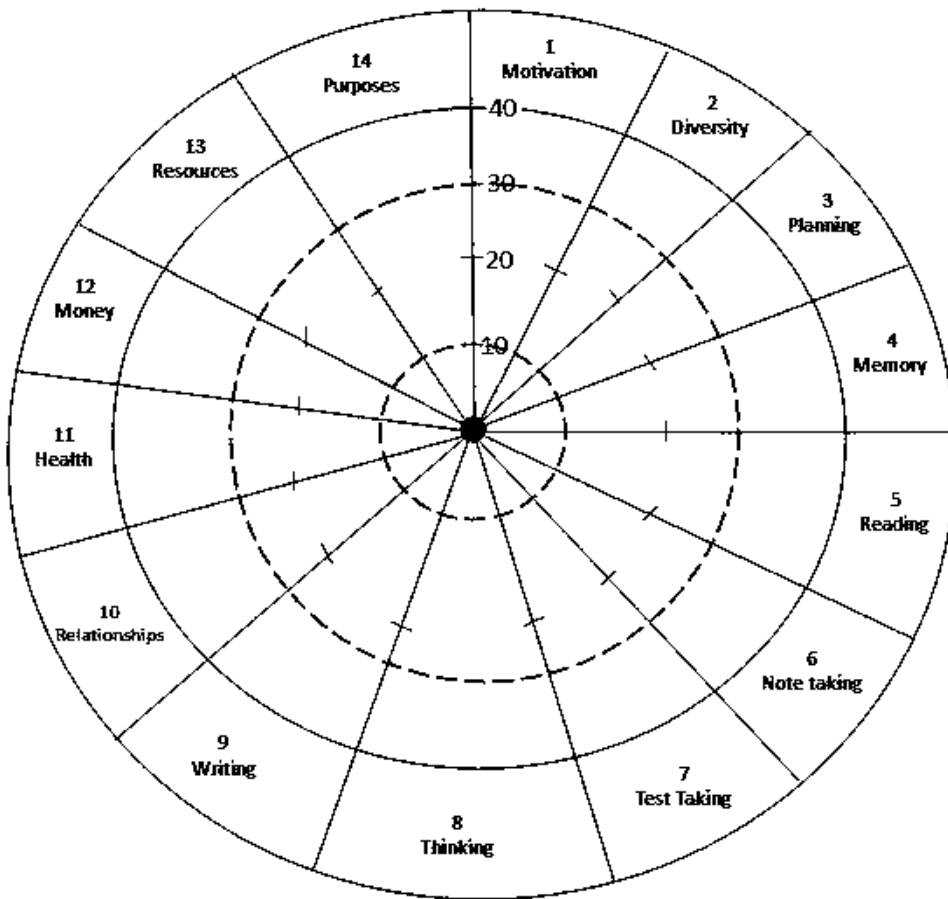 1
Motivation
2
Diversity
3
Planning
4
Memory
5
Reading
6
Note taking
7
Test Taking
8
Thinking
9
Writing
10
Relationships
11
Health
12
Money
13
Resources
14
Purposes
40
30
20
10